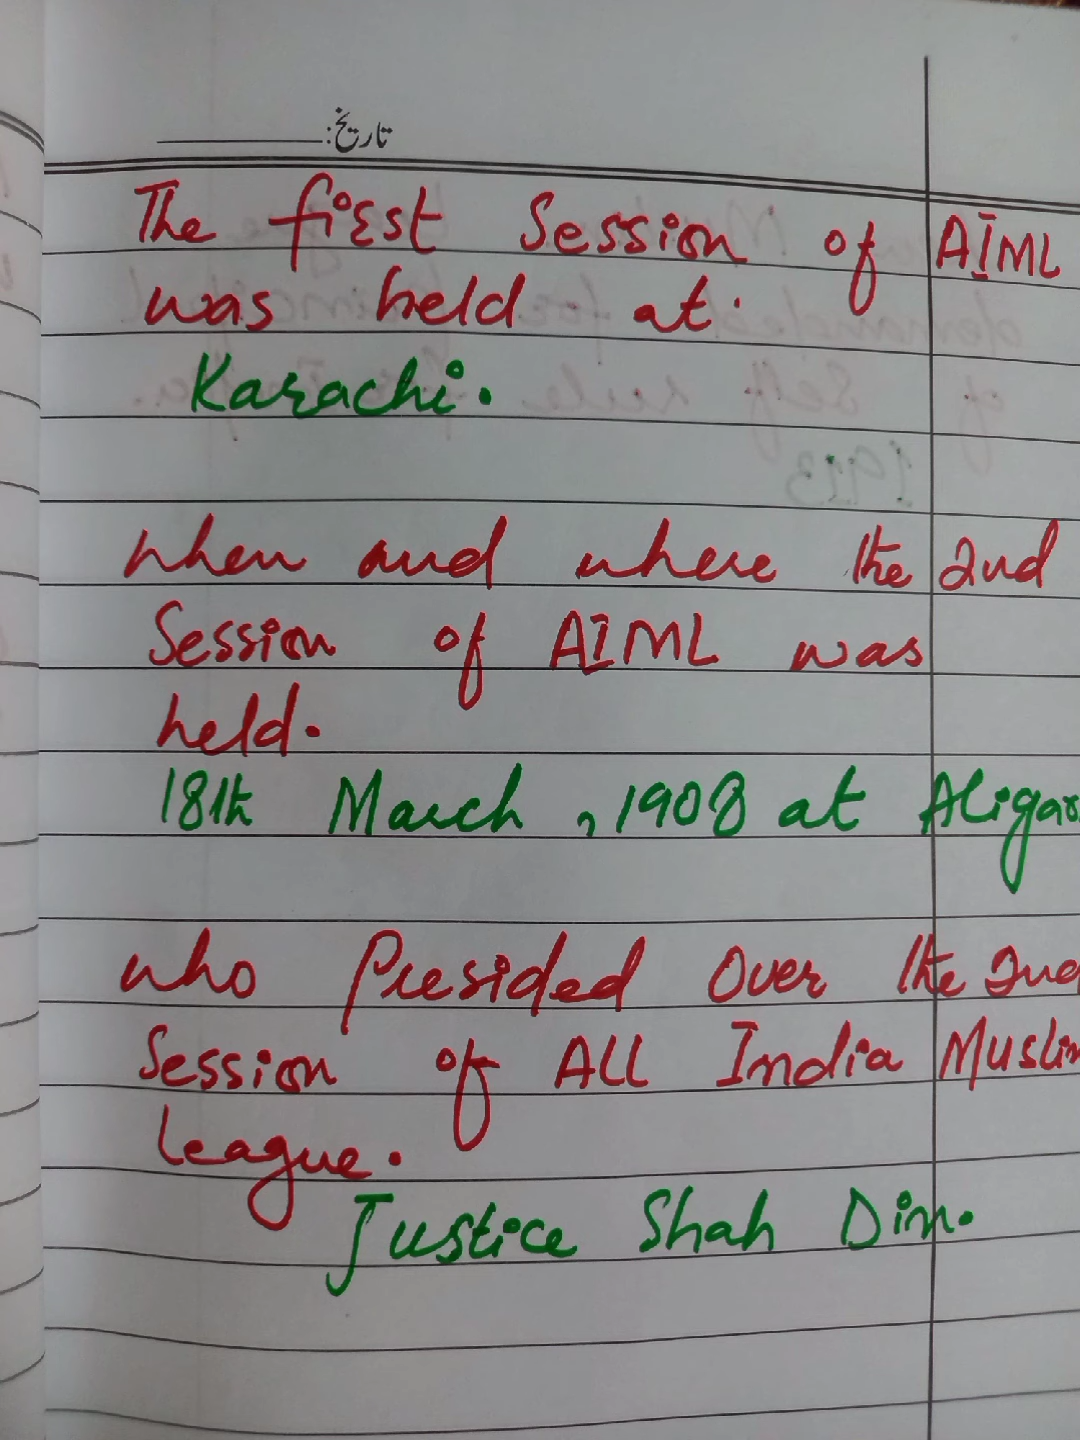 تاریخ:
The first Session of AIML
was held at.
Karachi.
when and where the 2nd
Session of AIML was
held.
18th March, 1908 at Aligar
who Presided Over the 2nd
Session of ALL India Muslim
league.
Justice Shah Din.